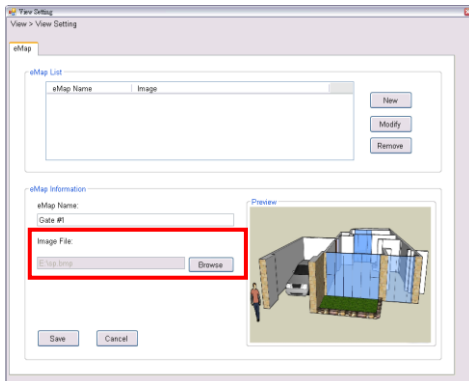 View Setting
View > View Setting
eMap
eMap List
eMap Name Image
New
Modify
Remove
eMap Information
eMap Name:
Gate #1
Image File:
Browse
Preview
Save Cancel